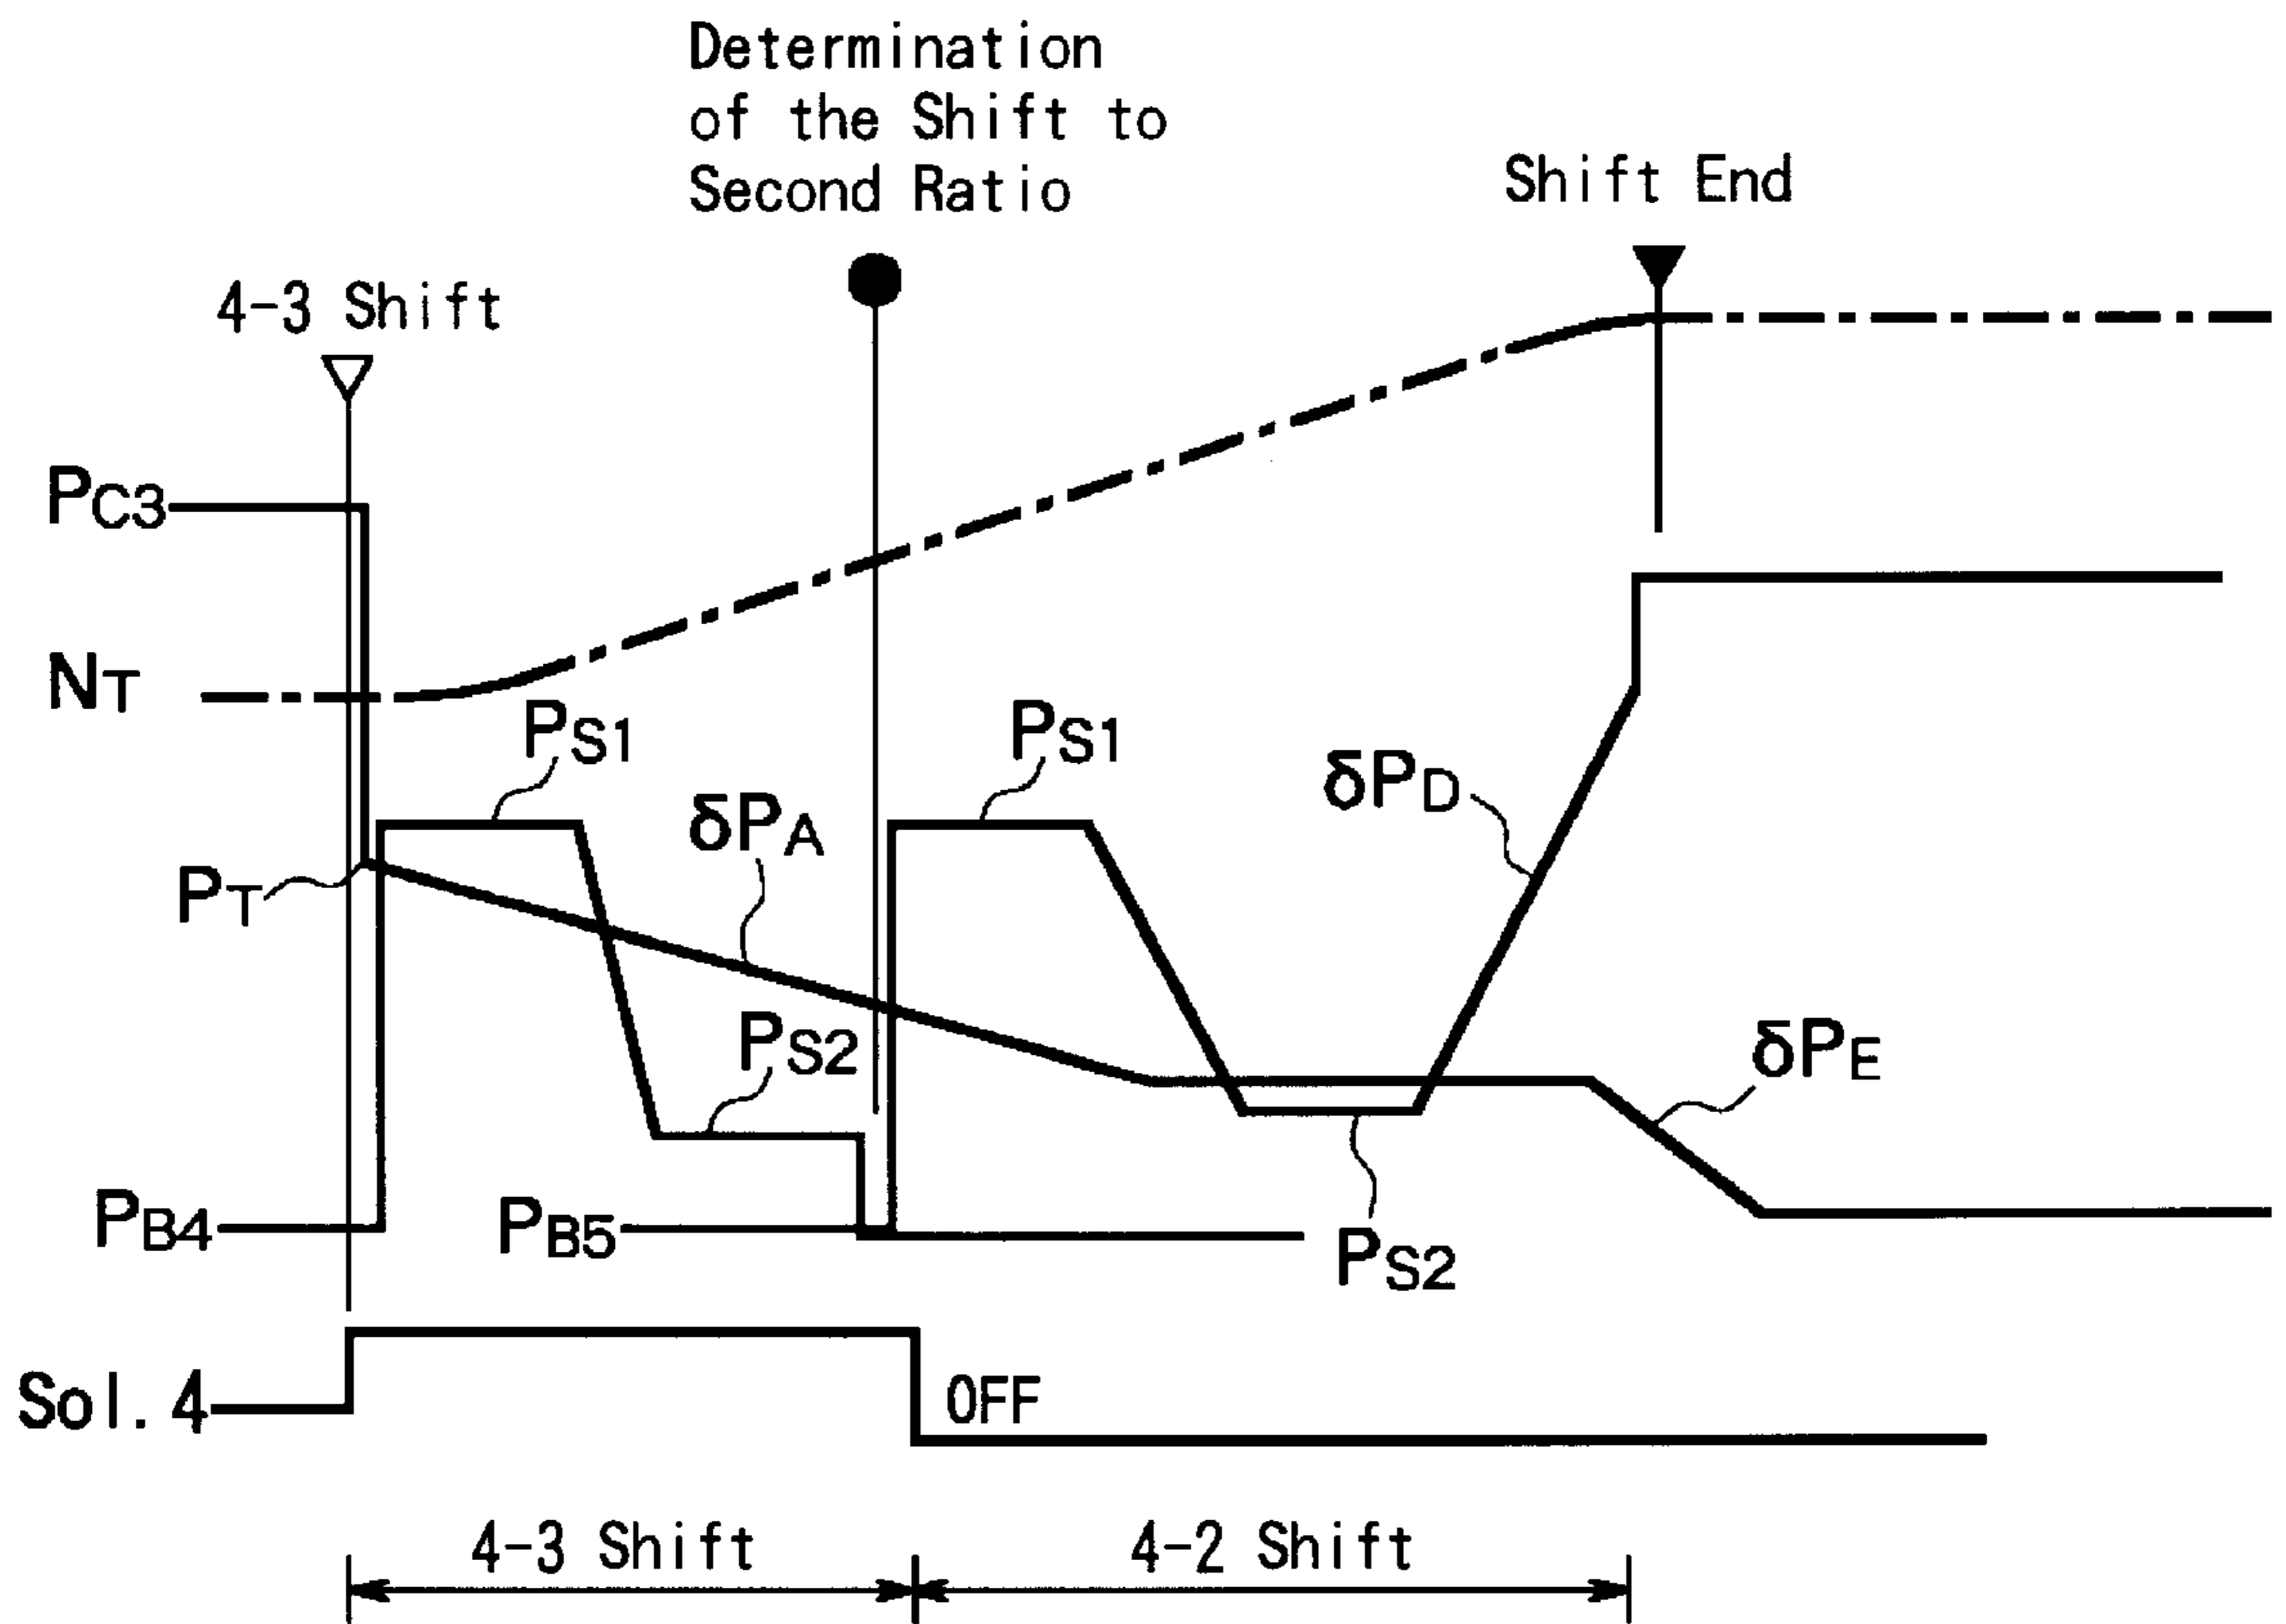 Determination
of the Shift to
Second Ratio
Shift End
4-3 Shift
PC3
NT
PS1
PS1
δPD
δPA
PT
PS2
δPE
PB4
PB5
PS2
Sol.4
OFF
4-3 Shift
4-2 Shift